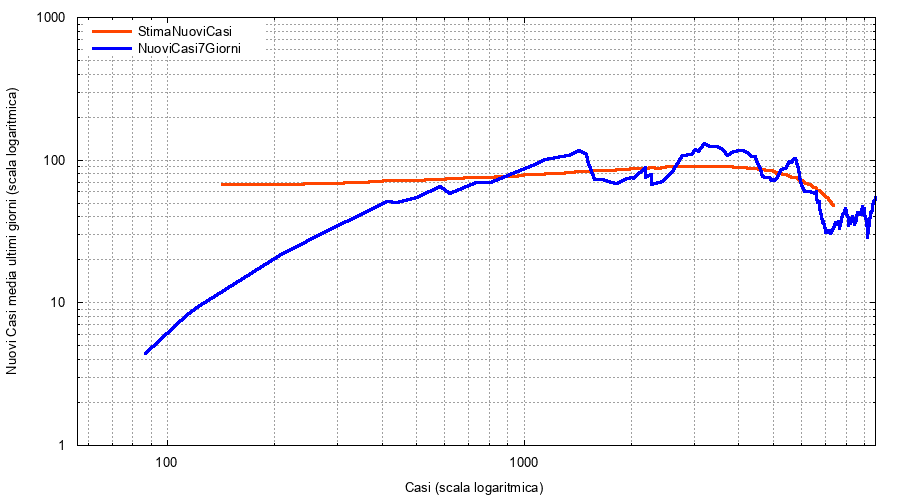 1000
StimaNuoviCasi
NuoviCasi7Giorni
100
10
1
Nuovi Casi media ultimi giorni (scala logaritmica)
100
1000
Casi (scala logaritmica)